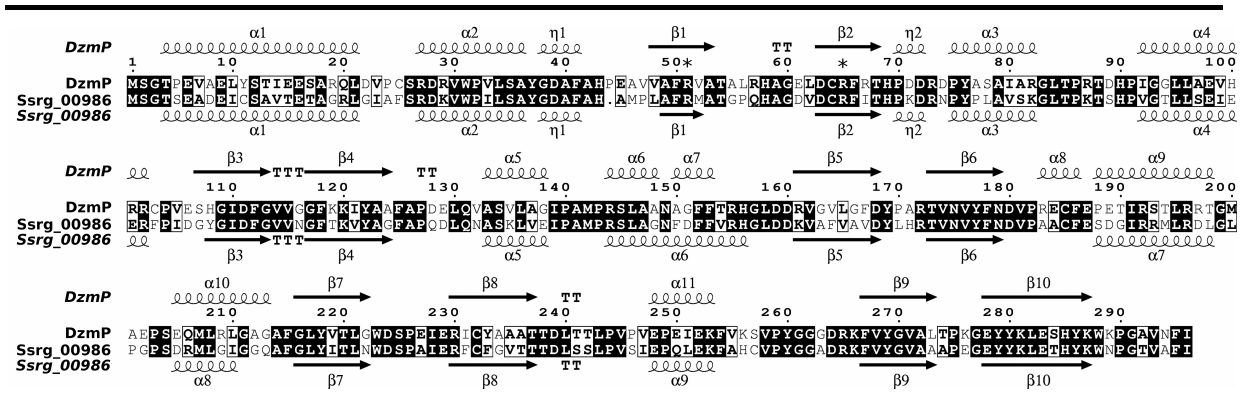 α1 α2 η1 β1 β2 η2 α3 α4
DzmP TT
1 10 20 30 40 50 * 60 * 70 80 90 100
DzmP MSGTPEVAELYSTIEESARQLDVPCSRDRVWPVLSAYGDAFAHPEAVVAFRVATALRHAGELDCRFRTHPDDRDPYASAIARGLTPRTDHPIGGLLAEVH
Ssrg_00986 MSGTSEADEICSAVTETAGRLGIAFSRDKVWPILSAYGDAFAH.AMPLAFRMATGPQHAGDVDCRFITHPKDRNPYPLAVSKGLTPKTSHPVGTLLSEIE
Ssrg_00986
α1 α2 η1 β1 β2 η2 α3 α4
β3 β4 α5 α6 α7 β5 β6 α8 α9
DzmP TTT TT
110 120 130 140 150 160 170 180 190 200
DzmP RRCPVESHGIDFGVVGGFKKIYAAFAPDELQVASVLAGIPAMPRSLAANAGFFTRHGLDDRVGVLGFDYPARTVNVYFNDVPRECFEPETIRSTLRRTGM
Ssrg_00986 ERFPIDGYGIDFGVVNGFTKVYAGFAPQDLQNASKLVEIPAMPRSLAGNFDFFVRHGLDDKVAFVAVDYLHRTVNVYFNDVPAACFESDGIRRMLRDLGL
Ssrg_00986 TTT
β3 β4 α5 α6 β5 β6 α7
α10 β7 β8 α11 β9 β10
DzmP TT
210 220 230 240 250 260 270 280 290
DzmP AEPSEQMLRLGAGAFGLYVTLGWDSPEIERICYAAATTDLTTLPVPVEPEIEKFVKSVPYGGGDRKFVYGVALTPKGEYYKLESHYKWKPGAVNFI
Ssrg_00986 PGPSDRMLGIGGQAFGLYITLNWDSPAIERFCFGVTTTDLSSLPVSIEPQLEKFAHCVPYGGADRKFVYGVAAAPEGEYYKLETHYKWNPGTVAFI
Ssrg_00986 TT
α8 β7 β8 α9 β9 β10